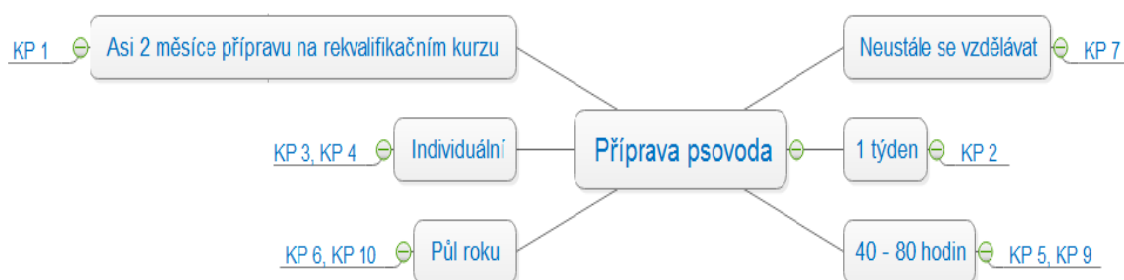 KP 1
Asi 2 měsíce přípravu na rekvalifikačním kurzu
Neustále se vzdělávat
KP 7
KP 3, KP 4
Individuální
Příprava psovoda
1 týden
KP 2
KP 6, KP 10
Půl roku
40 - 80 hodin
KP 5, KP 9